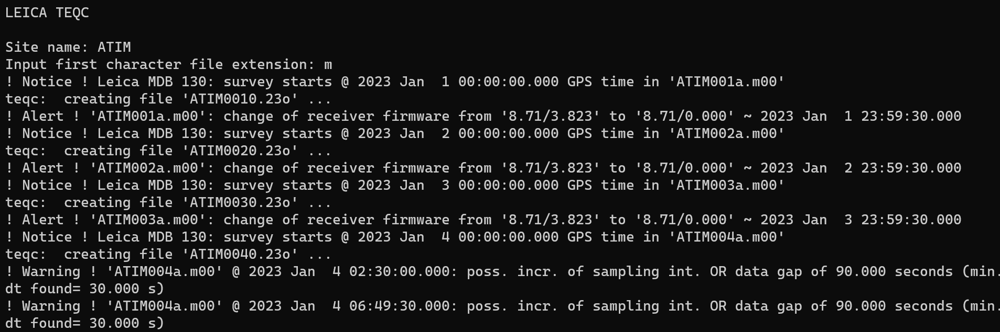 LEICA TEQC
Site name: ATIM
Input first character file extension: m
! Notice ! Leica MDB 130: survey starts @ 2023 Jan  1 00:00:00.000 GPS time in 'ATIM001a.m00'
teqc:  creating file 'ATIM0010.23o' ...
! Alert ! 'ATIM001a.m00': change of receiver firmware from '8.71/3.823' to '8.71/0.000' ~ 2023 Jan  1 23:59:30.000
! Notice ! Leica MDB 130: survey starts @ 2023 Jan  2 00:00:00.000 GPS time in 'ATIM002a.m00'
teqc:  creating file 'ATIM0020.23o' ...
! Alert ! 'ATIM002a.m00': change of receiver firmware from '8.71/3.823' to '8.71/0.000' ~ 2023 Jan  2 23:59:30.000
! Notice ! Leica MDB 130: survey starts @ 2023 Jan  3 00:00:00.000 GPS time in 'ATIM003a.m00'
teqc:  creating file 'ATIM0030.23o' ...
! Alert ! 'ATIM003a.m00': change of receiver firmware from '8.71/3.823' to '8.71/0.000' ~ 2023 Jan  3 23:59:30.000
! Notice ! Leica MDB 130: survey starts @ 2023 Jan  4 00:00:00.000 GPS time in 'ATIM004a.m00'
teqc:  creating file 'ATIM0040.23o' ...
! Warning ! 'ATIM004a.m00' @ 2023 Jan  4 02:30:00.000: poss. incr. of sampling int. OR data gap of 90.000 seconds (min.
dt found= 30.000 s)
! Warning ! 'ATIM004a.m00' @ 2023 Jan  4 06:49:30.000: poss. incr. of sampling int. OR data gap of 90.000 seconds (min.
dt found= 30.000 s)